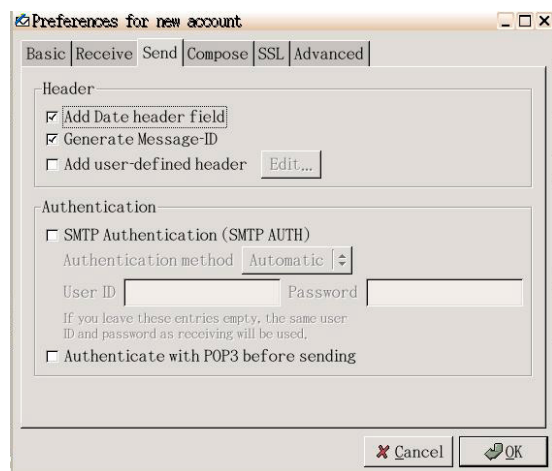 Preferences for new account
Basic Receive Send Compose SSL Advanced
Header
Add Date header field
Generate Message-ID
Add user-defined header Edit...
Authentication
SMTP Authentication (SMTP AUTH)
Authentication method Automatic
User ID Password
If you leave these entries empty, the same user
ID and password as receiving will be used.
Authenticate with POP3 before sending
Cancel OK